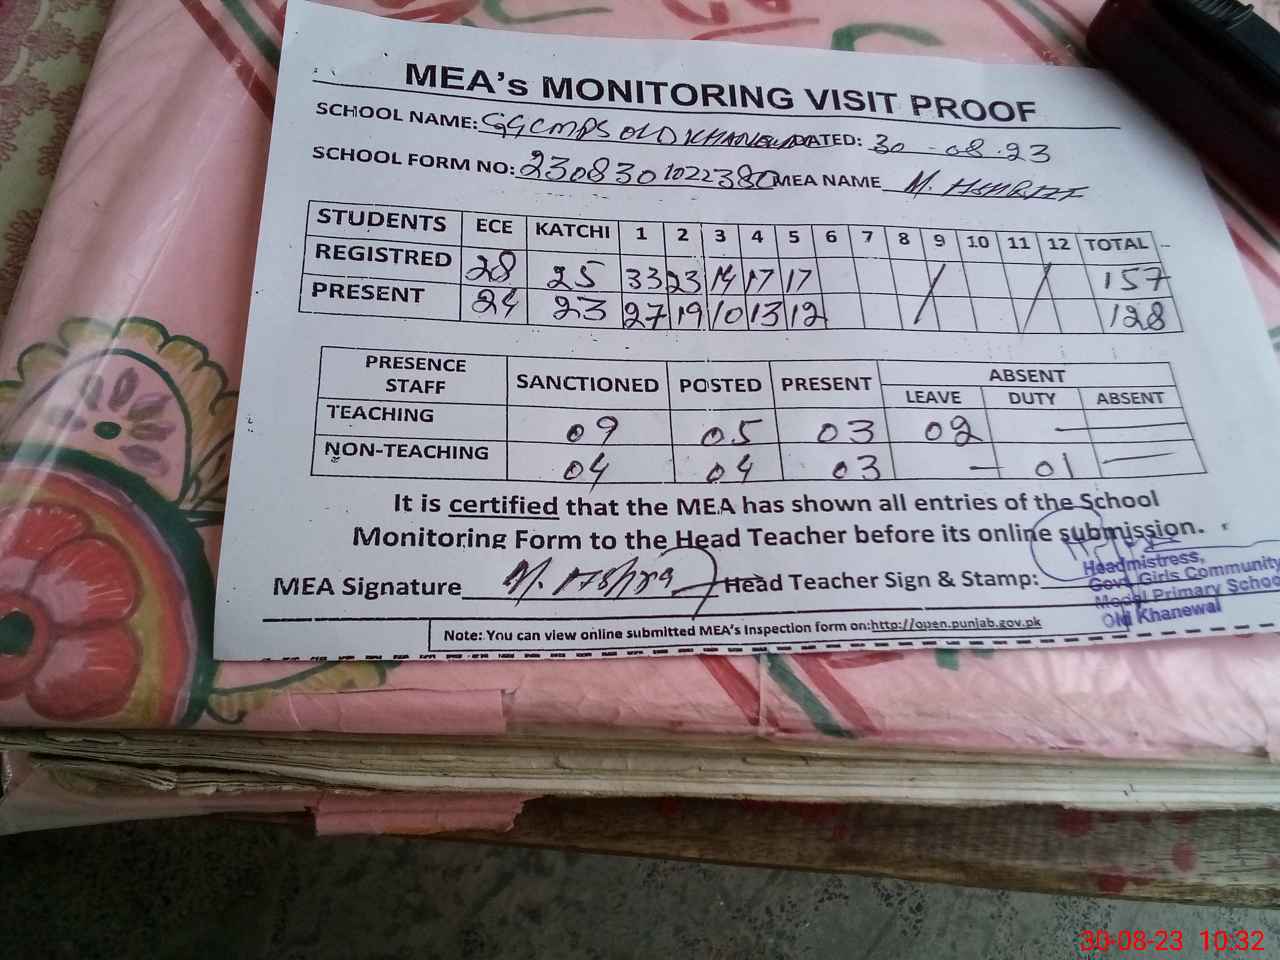 MEA's MONITORING VISIT PROOF
SCHOOL NAME: GGCMPS OLD KHANEWAL DATED: 30-08-23
SCHOOL FORM NO: 2308301022380 MEA NAME M.
STUDENTS ECE KATCHI 1 2 3 4 5 6 7 8 9 10 11 12 TOTAL
REGISTRED 28 25 33 23 14 17 17 157
PRESENT 24 23 27 19 10 13 12 128
PRESENCE STAFF SANCTIONED POSTED PRESENT ABSENT
LEAVE DUTY ABSENT
TEACHING 09 05 03 02 — —
NON-TEACHING 04 04 03 — 01 —
It is certified that the MEA has shown all entries of the School
Monitoring Form to the Head Teacher before its online submission.
MEA Signature M. Head Teacher Sign & Stamp:
Headmistress,
Govt. Girls Community
Model Primary School
Old Khanewal
Note: You can view online submitted MEA's Inspection form on:http://open.punjab.gov.pk
30-08-23 10:32